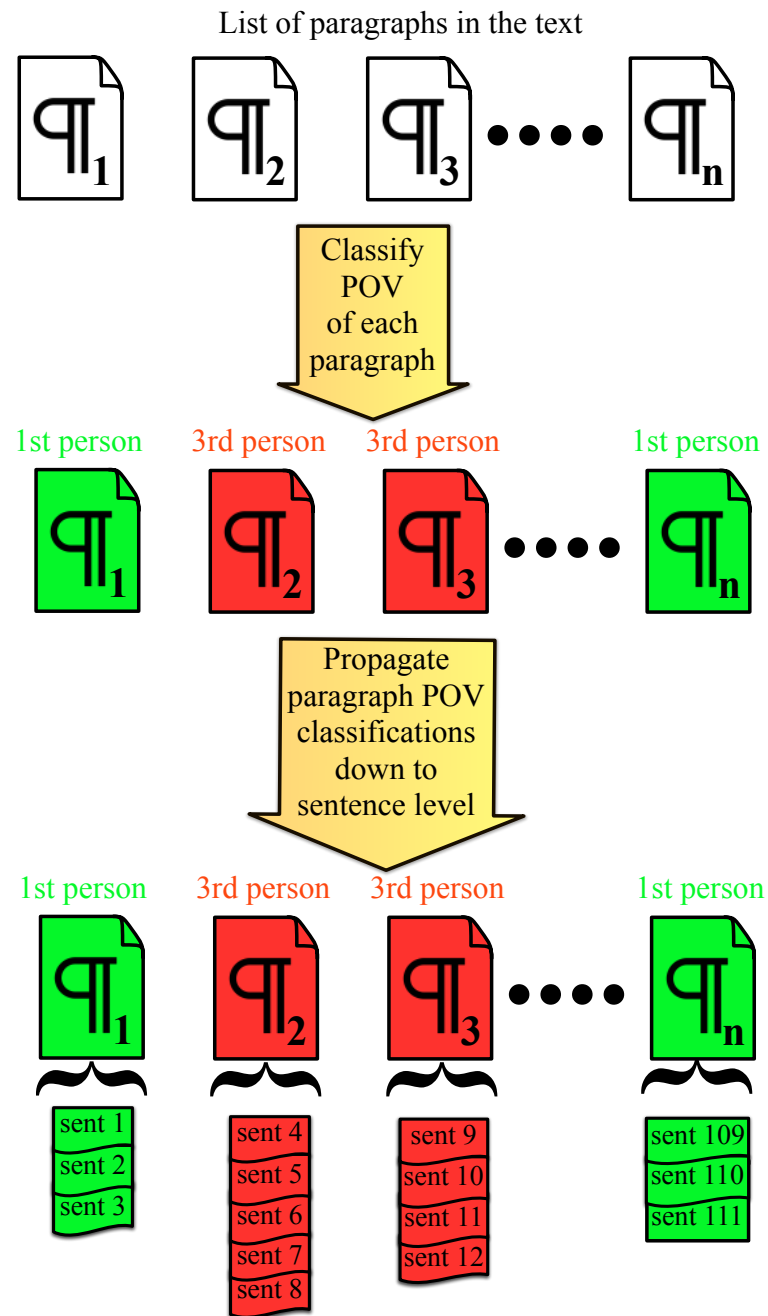 List of paragraphs in the text
¶1 ¶2 ¶3 •••• ¶n
Classify
POV
of each
paragraph
1st person 3rd person 3rd person 1st person
¶1 ¶2 ¶3 •••• ¶n
Propagate
paragraph POV
classifications
down to
sentence level
1st person 3rd person 3rd person 1st person
¶1 ¶2 ¶3 •••• ¶n
sent 1
sent 2
sent 3
sent 4
sent 5
sent 6
sent 7
sent 8
sent 9
sent 10
sent 11
sent 12
sent 109
sent 110
sent 111